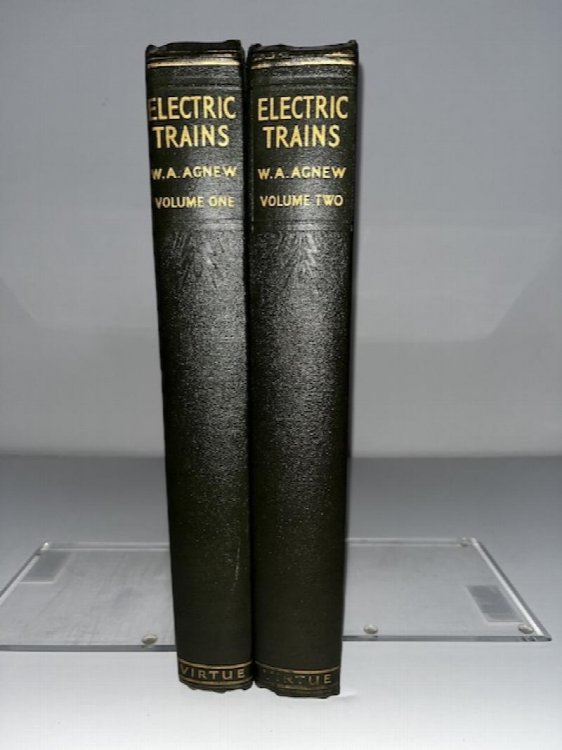 ELECTRIC
TRAINS
W.A. AGNEW
VOLUME ONE
VIRTUE
ELECTRIC
TRAINS
W.A. AGNEW
VOLUME TWO
VIRTUE